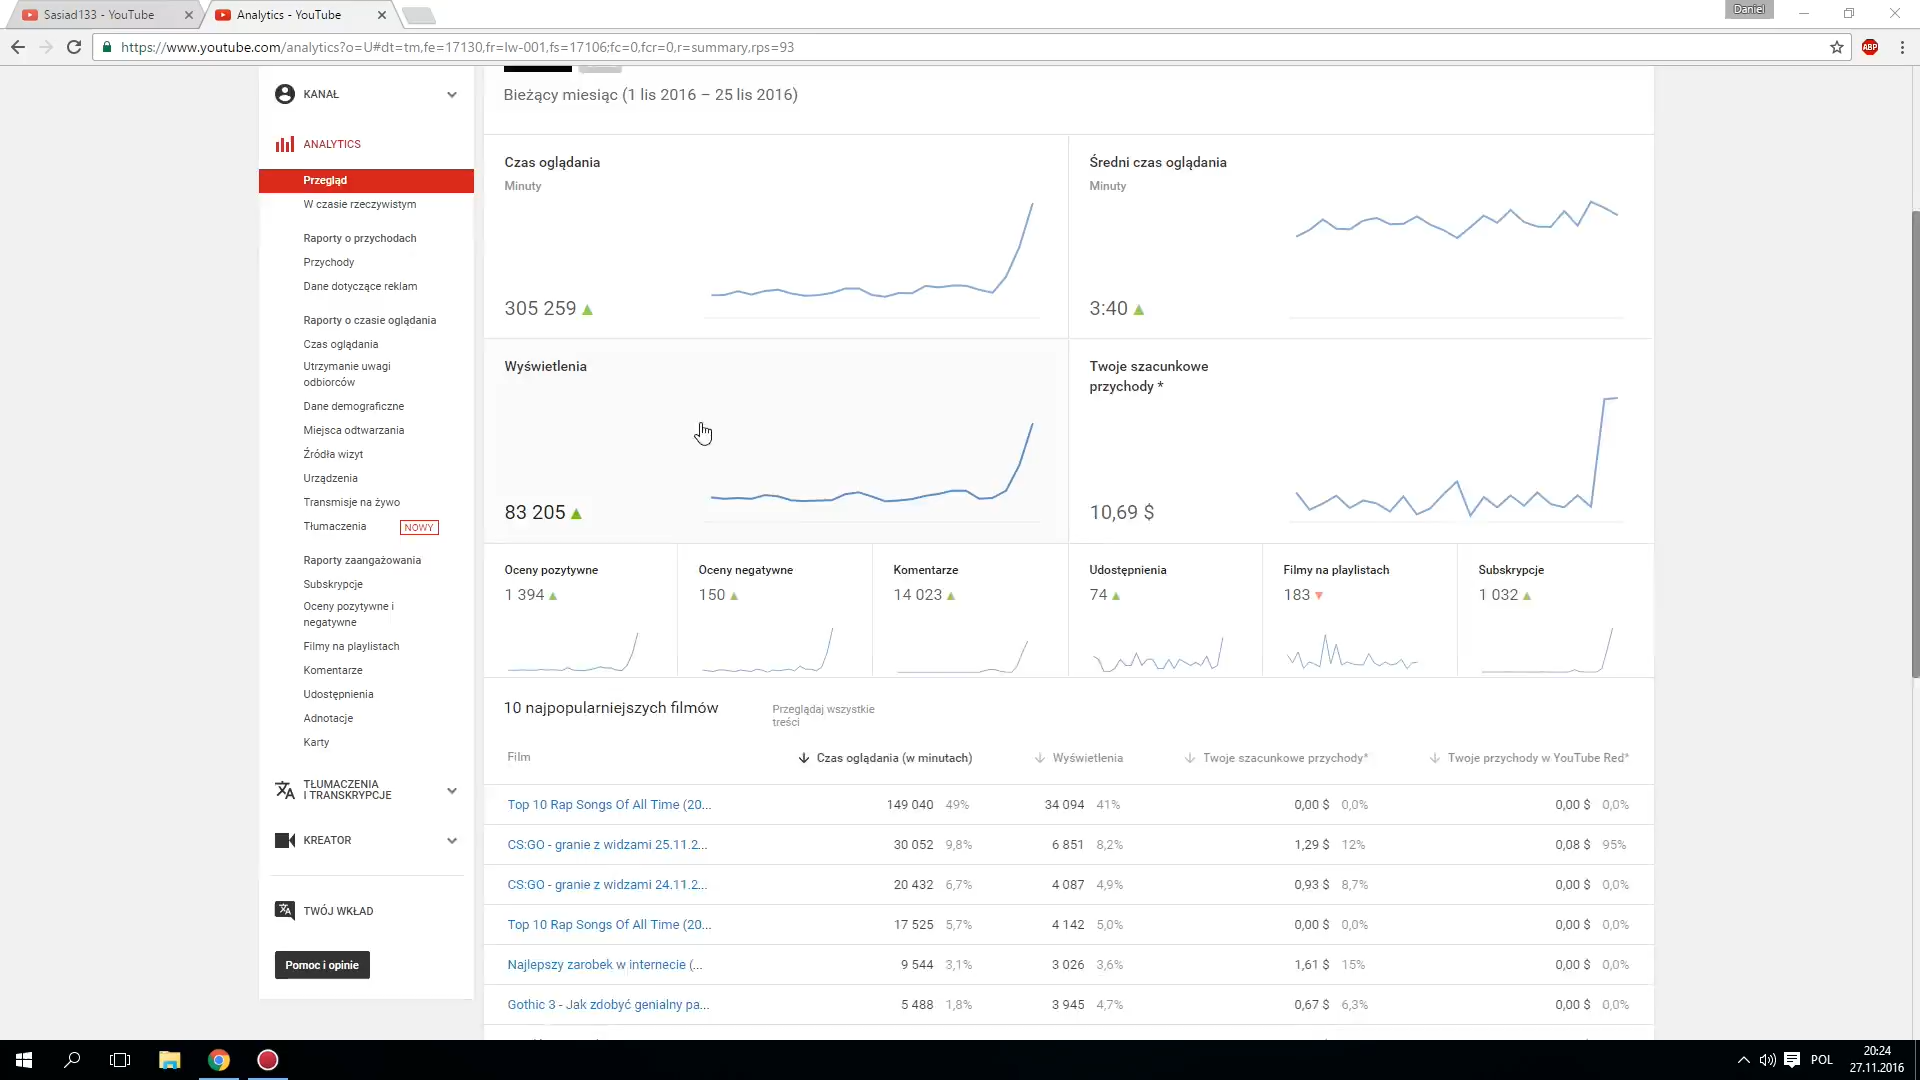 Sasiad133 - YouTube
Analytics - YouTube
Daniel
https://www.youtube.com/analytics?o=U#dt=tm,fe=17130,fr=lw-001,fs=17106;fc=0,fcr=0,r=summary,rps=93
ABP
KANAŁ
ANALYTICS
Przegląd
W czasie rzeczywistym
Raporty o przychodach
Przychody
Dane dotyczące reklam
Raporty o czasie oglądania
Czas oglądania
Utrzymanie uwagi
odbiorców
Dane demograficzne
Miejsca odtwarzania
Źródła wizyt
Urządzenia
Transmisje na żywo
Tłumaczenia NOWY
Raporty zaangażowania
Subskrypcje
Oceny pozytywne i
negatywne
Filmy na playlistach
Komentarze
Udostępnienia
Adnotacje
Karty
TŁUMACZENIA
I TRANSKRYPCJE
KREATOR
TWÓJ WKŁAD
Pomoc i opinie
Bieżący miesiąc (1 lis 2016 – 25 lis 2016)
Czas oglądania
Minuty
305 259
Średni czas oglądania
Minuty
3:40
Wyświetlenia
83 205
Twoje szacunkowe
przychody *
10,69 $
Oceny pozytywne
1 394
Oceny negatywne
150
Komentarze
14 023
Udostępnienia
74
Filmy na playlistach
183
Subskrypcje
1 032
10 najpopularniejszych filmów
Przeglądaj wszystkie
treści
Film Czas oglądania (w minutach) Wyświetlenia Twoje szacunkowe przychody* Twoje przychody w YouTube Red*
Top 10 Rap Songs Of All Time (20... 149 040 49% 34 094 41% 0,00 $ 0,0% 0,00 $ 0,0%
CS:GO - granie z widzami 25.11.2... 30 052 9,8% 6 851 8,2% 1,29 $ 12% 0,08 $ 95%
CS:GO - granie z widzami 24.11.2... 20 432 6,7% 4 087 4,9% 0,93 $ 8,7% 0,00 $ 0,0%
Top 10 Rap Songs Of All Time (20... 17 525 5,7% 4 142 5,0% 0,00 $ 0,0% 0,00 $ 0,0%
Najlepszy zarobek w internecie (... 9 544 3,1% 3 026 3,6% 1,61 $ 15% 0,00 $ 0,0%
Gothic 3 - Jak zdobyć genialny pa... 5 488 1,8% 3 945 4,7% 0,67 $ 6,3% 0,00 $ 0,0%
POL
20:24
27.11.2016